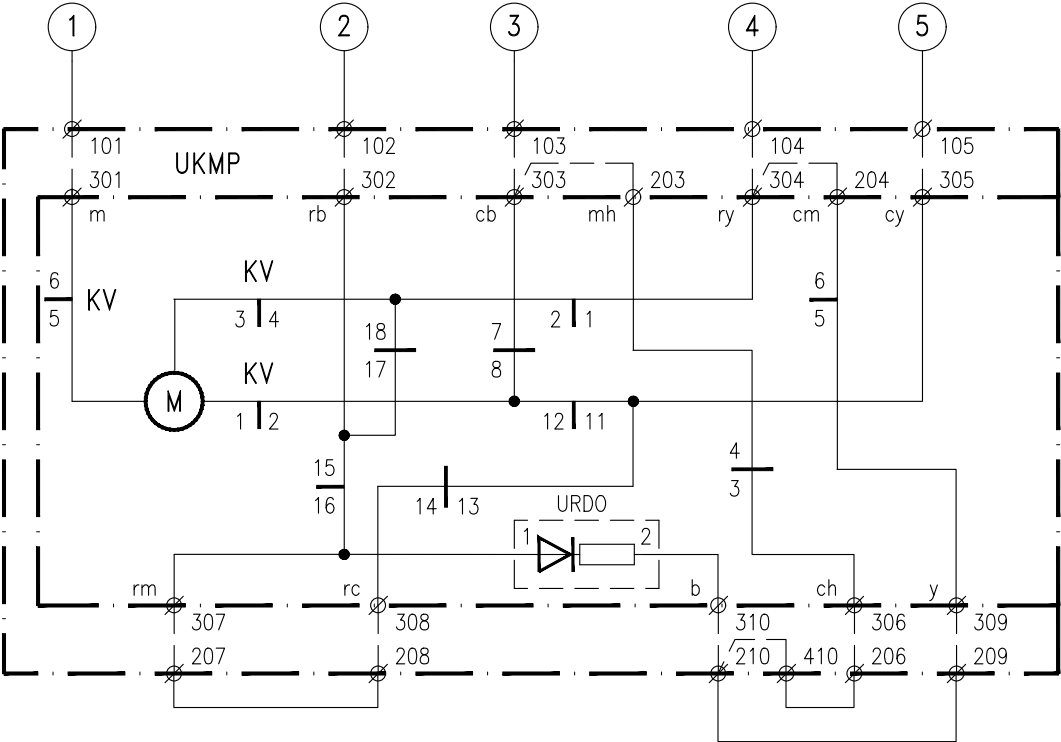 1 2 3 4 5
101 102 103 104 105
UKMP
301 302 303 203 304 204 305
m rb cb mh ry cm cy
6 KV 6
5 5
KV
3 4 18 7 2 1
17 8
KV
M
1 2 12 11
15 4
16 14 13 3
URDO
1 2
rm rc b ch y
307 308 310 306 309
207 208 210 410 206 209